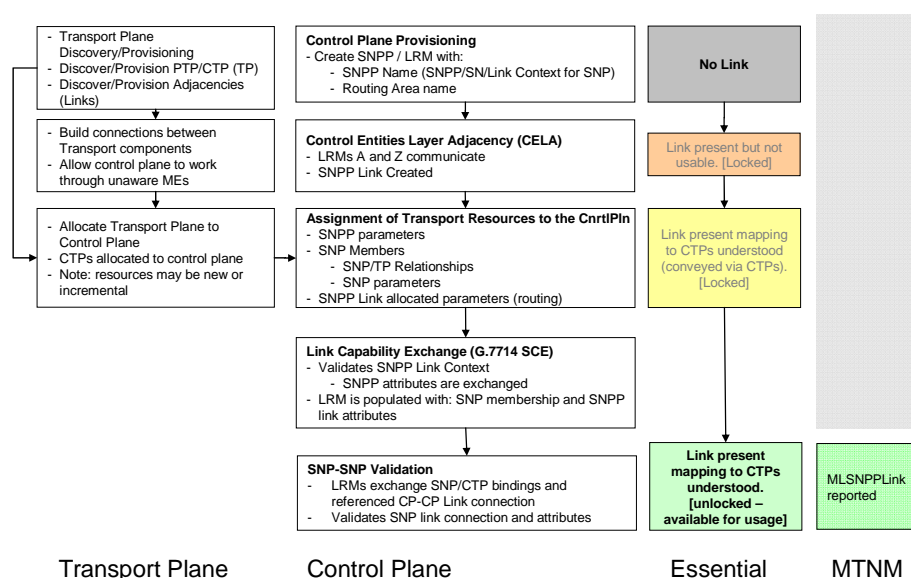 - Transport Plane
Discovery/Provisioning
- Discover/Provision PTP/CTP (TP)
- Discover/Provision Adjacencies
(Links)
- Build connections between
Transport components
- Allow control plane to work
through unaware MEs
- Allocate Transport Plane to
Control Plane
- CTPs allocated to control plane
- Note: resources may be new or
incremental
Control Plane Provisioning
- Create SNPP / LRM with:
- SNPP Name (SNPP/SN/Link Context for SNP)
- Routing Area name
Control Entities Layer Adjacency (CELA)
- LRMs A and Z communicate
- SNPP Link Created
Assignment of Transport Resources to the CnrtlPln
- SNPP parameters
- SNP Members
- SNP/TP Relationships
- SNP parameters
- SNPP Link allocated parameters (routing)
Link Capability Exchange (G.7714 SCE)
- Validates SNPP Link Context
- SNPP attributes are exchanged
- LRM is populated with: SNP membership and SNPP
link attributes
SNP-SNP Validation
- LRMs exchange SNP/CTP bindings and
referenced CP-CP Link connection
- Validates SNP link connection and attributes
No Link
Link present but not
usable. [Locked]
Link present mapping
to CTPs understood
(conveyed via CTPs).
[Locked]
Link present
mapping to CTPs
understood.
[unlocked –
available for usage]
MLSNPPLink
reported
Transport Plane
Control Plane
Essential
MTNM